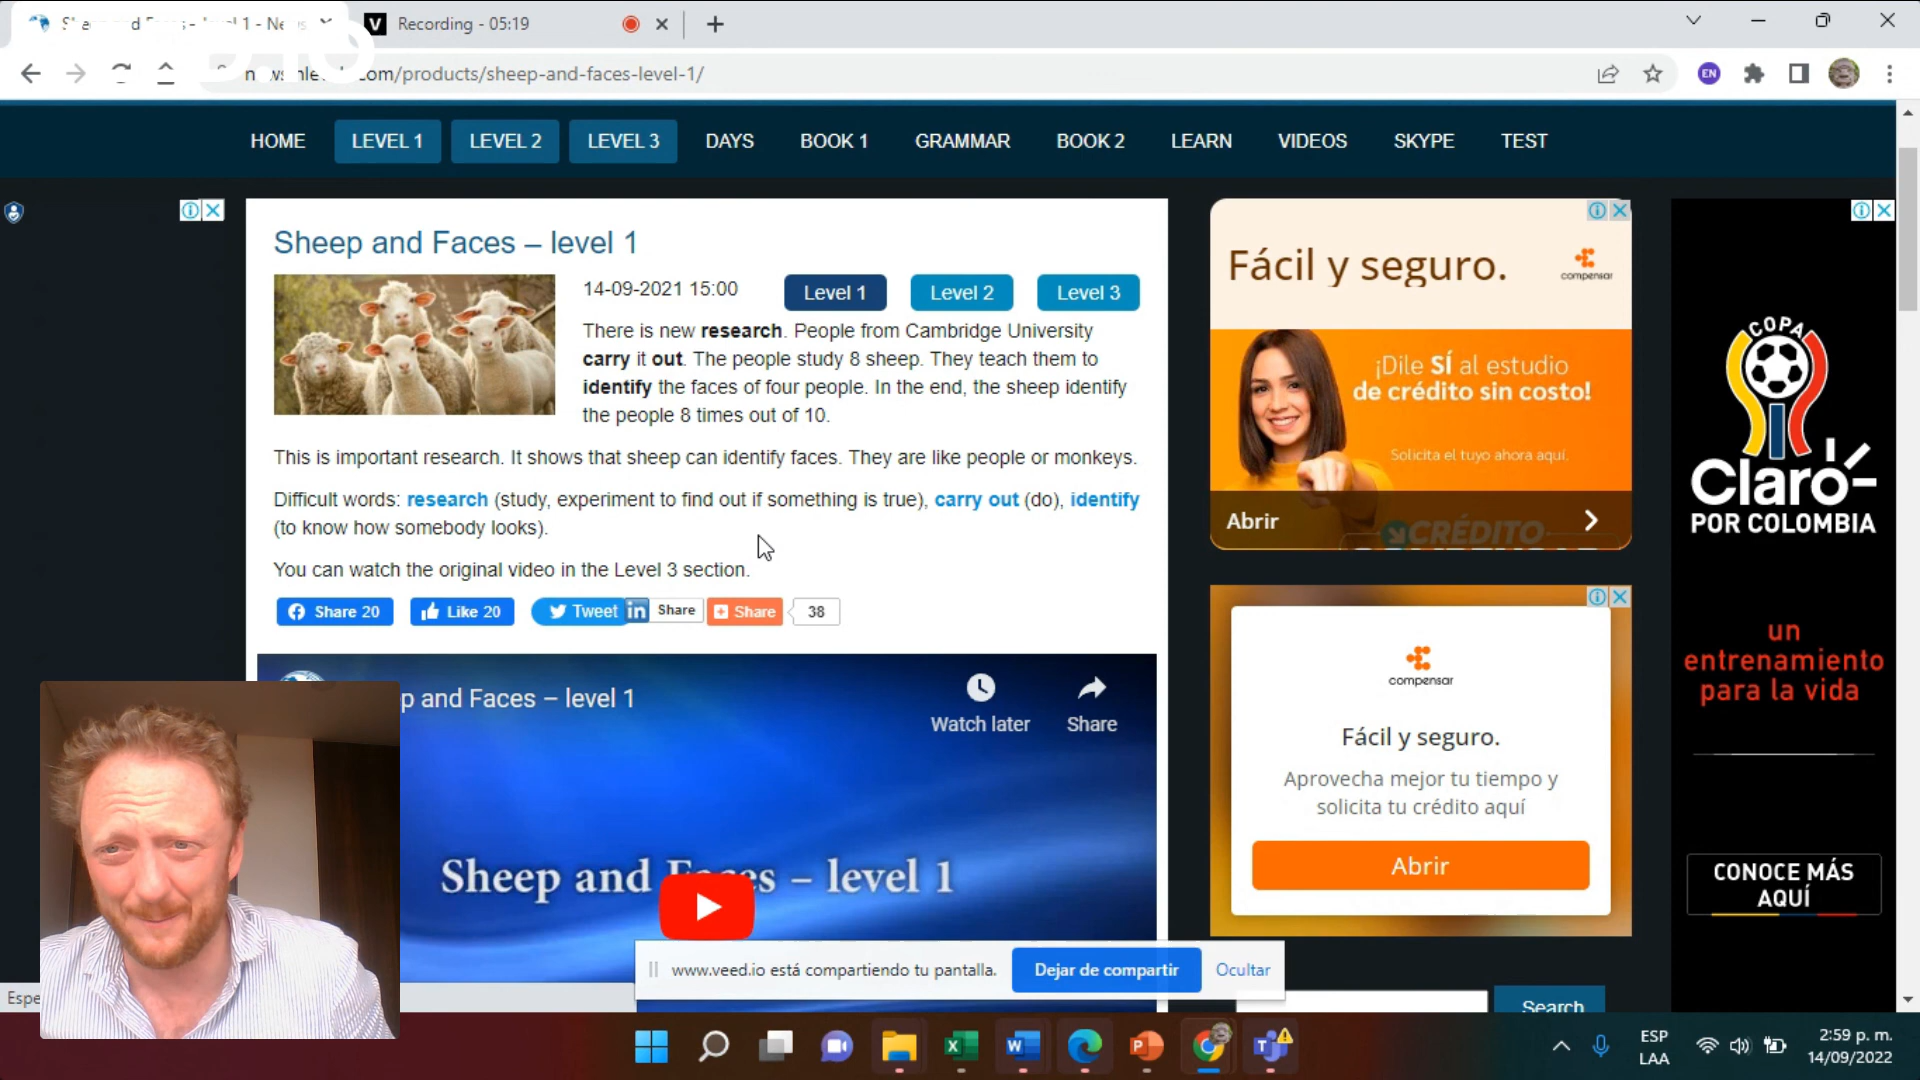 Recording - 05:19
.com/products/sheep-and-faces-level-1/
EN
HOME
LEVEL 1
LEVEL 2
LEVEL 3
DAYS
BOOK 1
GRAMMAR
BOOK 2
LEARN
VIDEOS
SKYPE
TEST
Sheep and Faces – level 1
14-09-2021 15:00
Level 1
Level 2
Level 3
There is new research. People from Cambridge University
carry it out. The people study 8 sheep. They teach them to
identify the faces of four people. In the end, the sheep identify
the people 8 times out of 10.
This is important research. It shows that sheep can identify faces. They are like people or monkeys.
Difficult words: research (study, experiment to find out if something is true), carry out (do), identify
(to know how somebody looks).
You can watch the original video in the Level 3 section.
Share 20
Like 20
Tweet
in Share
Share
38
p and Faces – level 1
Watch later
Share
Sheep and Faces – level 1
Fácil y seguro.
compensar
¡Dile SÍ al estudio
de crédito sin costo!
Solicita el tuyo ahora aquí.
Abrir
CRÉDITO
compensar
Fácil y seguro.
Aprovecha mejor tu tiempo y
solicita tu crédito aquí
Abrir
COPA
Claro
POR COLOMBIA
un
entrenamiento
para la vida
CONOCE MÁS
AQUÍ
www.veed.io está compartiendo tu pantalla.
Dejar de compartir
Ocultar
Search
Espe
ESP
LAA
2:59 p. m.
14/09/2022